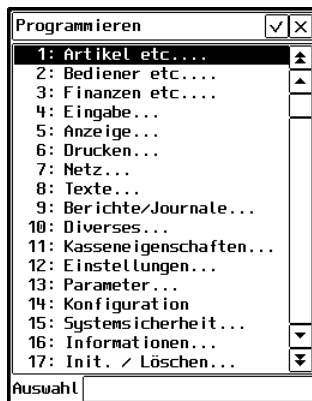 Programmieren
1: Artikel etc....
2: Bediener etc....
3: Finanzen etc....
4: Eingabe...
5: Anzeige...
6: Drucken...
7: Netz...
8: Texte...
9: Berichte/Journale...
10: Diverses...
11: Kasseneigenschaften...
12: Einstellungen...
13: Parameter...
14: Konfiguration
15: Systemsicherheit...
16: Informationen...
17: Init. / Löschen...
Auswahl